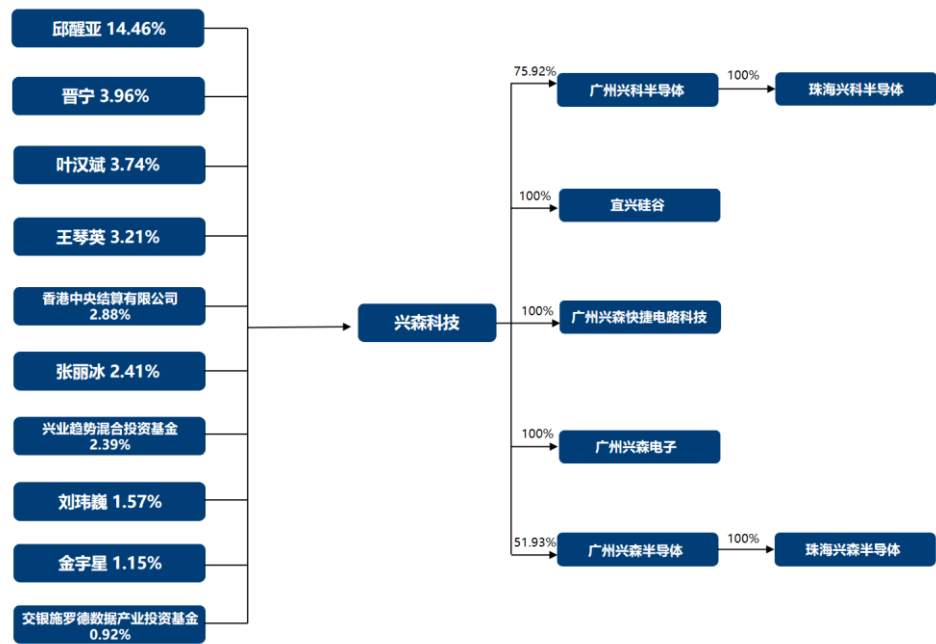 邱醒亚 14.46%
晋宁 3.96%
叶汉斌 3.74%
王琴英 3.21%
香港中央结算有限公司
2.88%
张丽冰 2.41%
兴业趋势混合投资基金
2.39%
刘玮巍 1.57%
金宇星 1.15%
交银施罗德数据产业投资基金
0.92%
兴森科技
75.92%
广州兴科半导体
100%
珠海兴科半导体
100%
宜兴硅谷
100%
广州兴森快捷电路科技
100%
广州兴森电子
51.93%
广州兴森半导体
100%
珠海兴森半导体